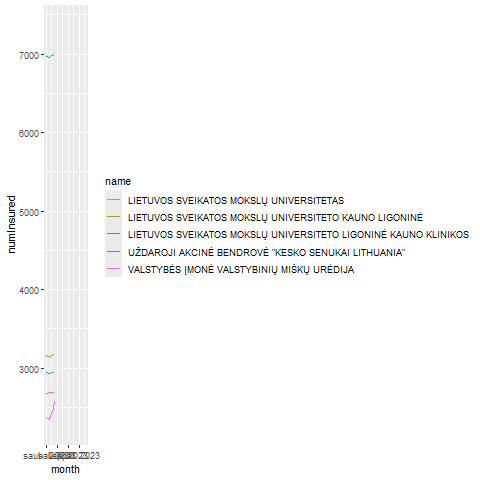 7000
6000
5000
4000
3000
numInsured
month
name
LIETUVOS SVEIKATOS MOKSLŲ UNIVERSITETAS
LIETUVOS SVEIKATOS MOKSLŲ UNIVERSITETO KAUNO LIGONINĖ
LIETUVOS SVEIKATOS MOKSLŲ UNIVERSITETO LIGONINĖ KAUNO KLINIKOS
UŽDAROJI AKCINĖ BENDROVĖ "KESKO SENUKAI LITHUANIA"
VALSTYBĖS ĮMONĖ VALSTYBINIŲ MIŠKŲ URĖDIJA